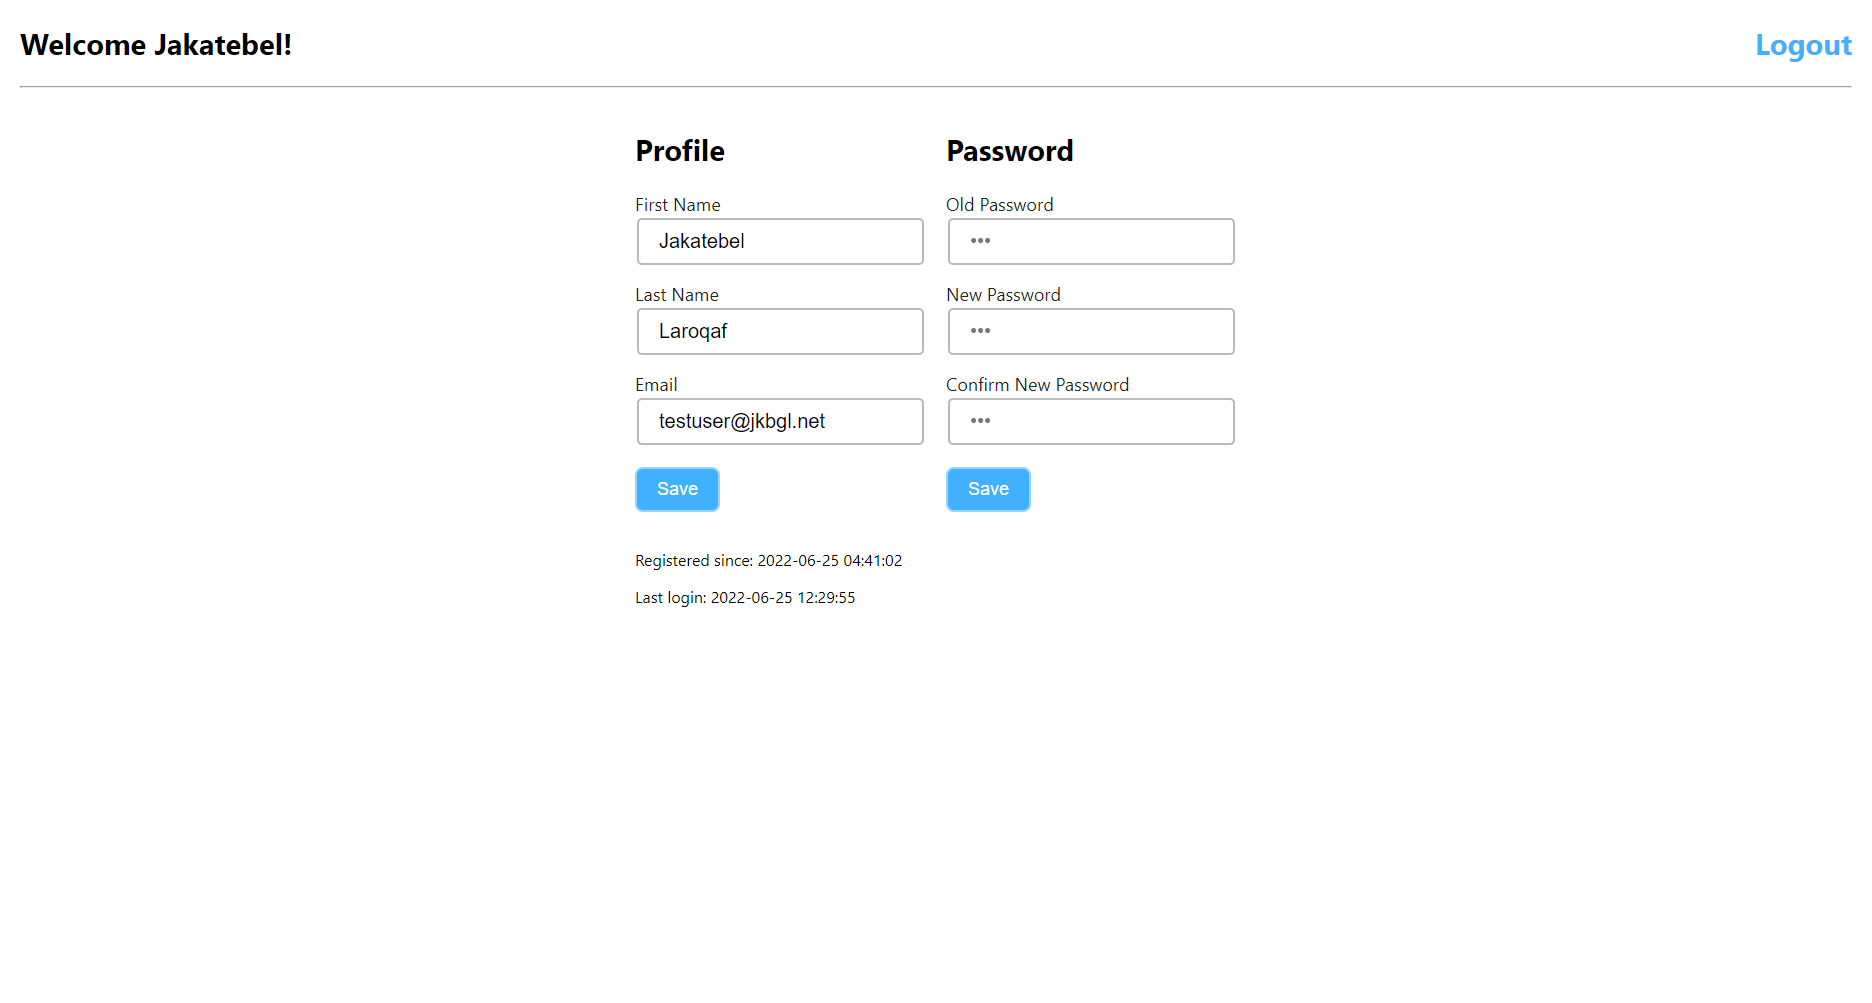 Welcome Jakatebel!
Logout
Profile
First Name
Jakatebel
Last Name
Laroqaf
Email
testuser@jkbgl.net
Save
Password
Old Password
•••
New Password
•••
Confirm New Password
•••
Save
Registered since: 2022-06-25 04:41:02
Last login: 2022-06-25 12:29:55